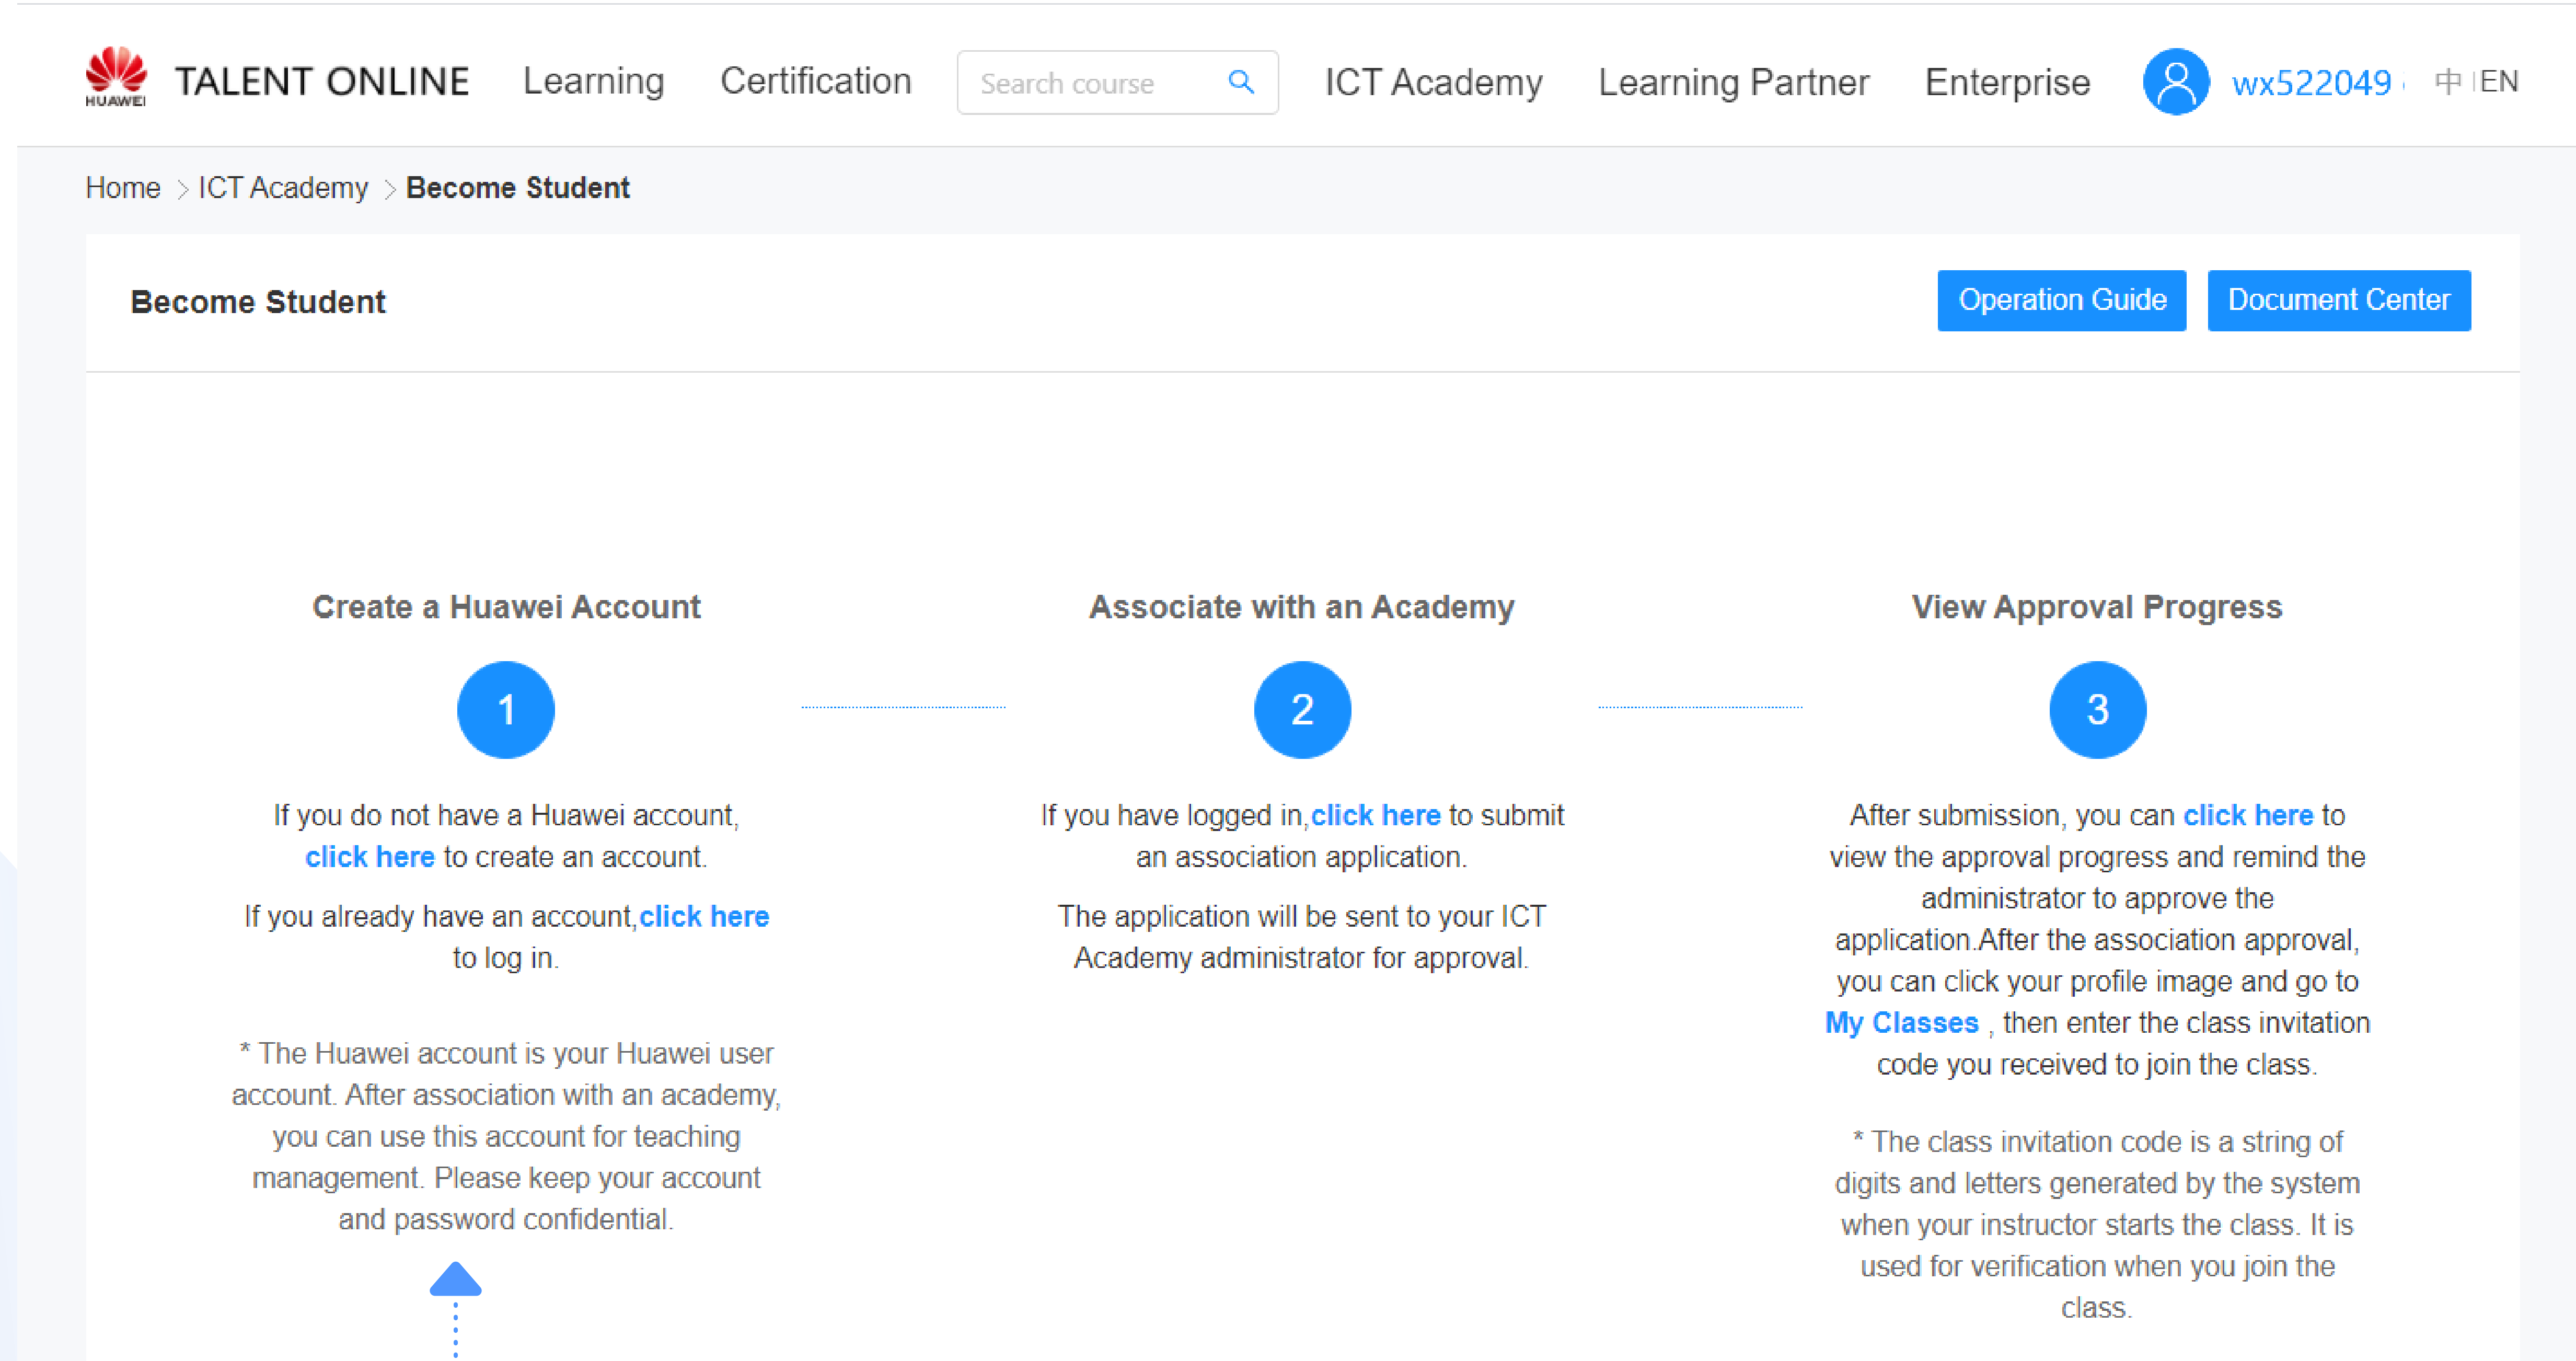 HUAWEI
TALENT ONLINE
Learning
Certification
Search course
ICT Academy
Learning Partner
Enterprise
wx522049
中 | EN
Home > ICT Academy > Become Student
Become Student
Operation Guide
Document Center
Create a Huawei Account
1
If you do not have a Huawei account,
click here to create an account.
If you already have an account,click here
to log in.
* The Huawei account is your Huawei user
account. After association with an academy,
you can use this account for teaching
management. Please keep your account
and password confidential.
Associate with an Academy
2
If you have logged in,click here to submit
an association application.
The application will be sent to your ICT
Academy administrator for approval.
View Approval Progress
3
After submission, you can click here to
view the approval progress and remind the
administrator to approve the
application.After the association approval,
you can click your profile image and go to
My Classes , then enter the class invitation
code you received to join the class.
* The class invitation code is a string of
digits and letters generated by the system
when your instructor starts the class. It is
used for verification when you join the
class.